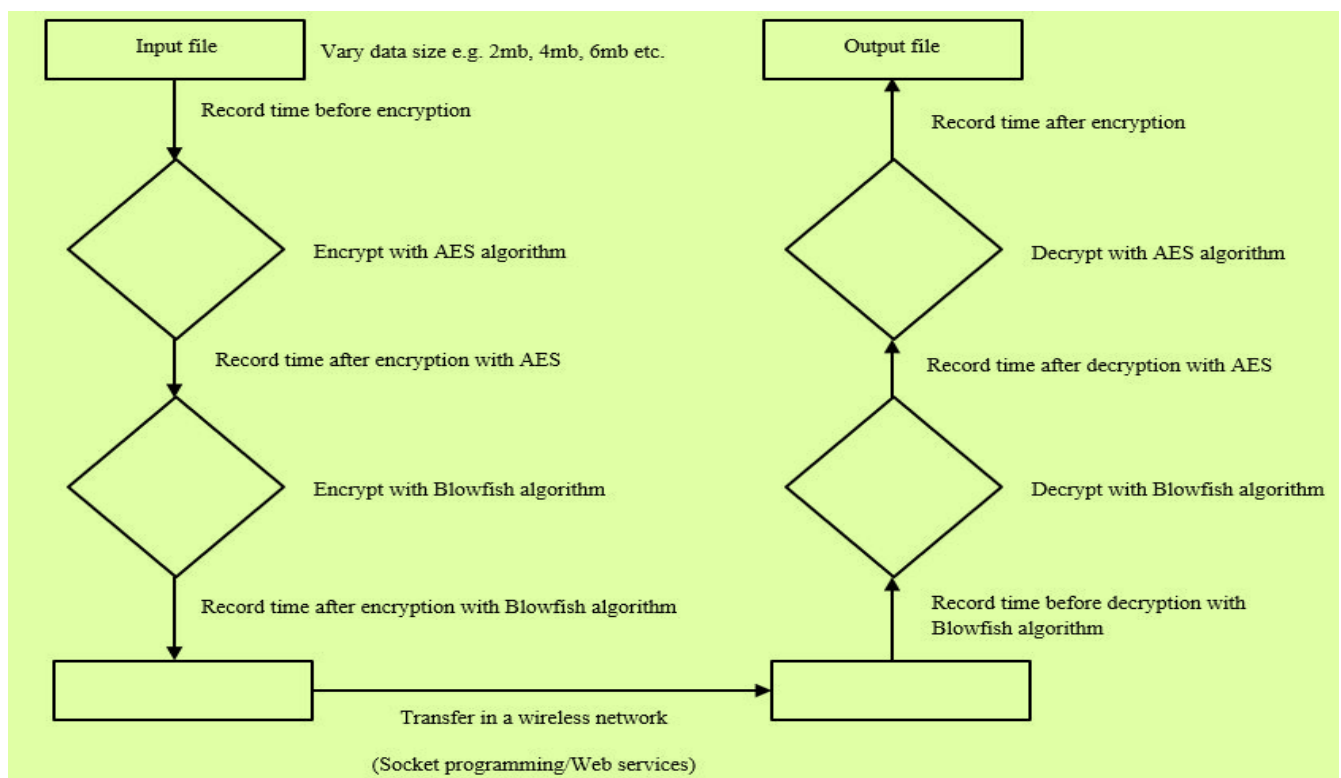 Input file
Vary data size e.g. 2mb, 4mb, 6mb etc.
Record time before encryption
Encrypt with AES algorithm
Record time after encryption with AES
Encrypt with Blowfish algorithm
Record time after encryption with Blowfish algorithm
Transfer in a wireless network
(Socket programming/Web services)
Output file
Record time after encryption
Decrypt with AES algorithm
Record time after decryption with AES
Decrypt with Blowfish algorithm
Record time before decryption with
Blowfish algorithm